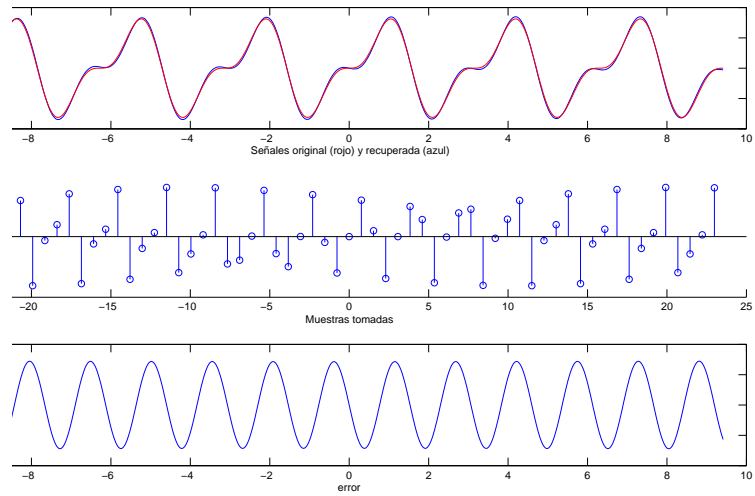 −8 −6 −4 −2 0 2 4 6 8 10
Señales original (rojo) y recuperada (azul)
−20 −15 −10 −5 0 5 10 15 20 25
Muestras tomadas
−8 −6 −4 −2 0 2 4 6 8 10
error